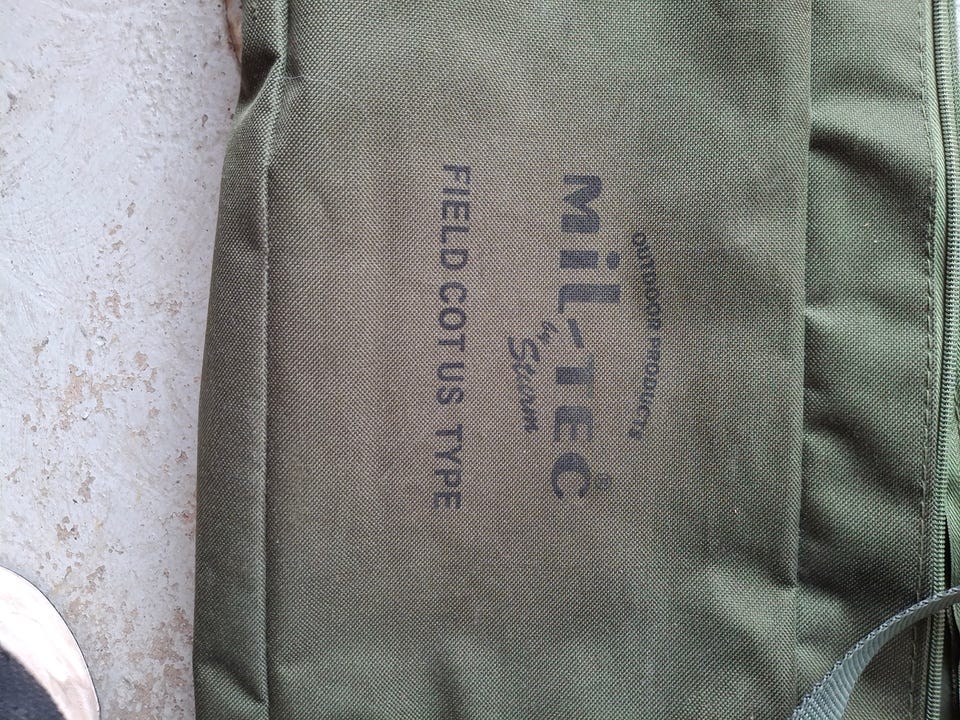 OUTDOOR PRODUCTS
MiL-TEC®
by Sturm
FIELD COT US TYPE